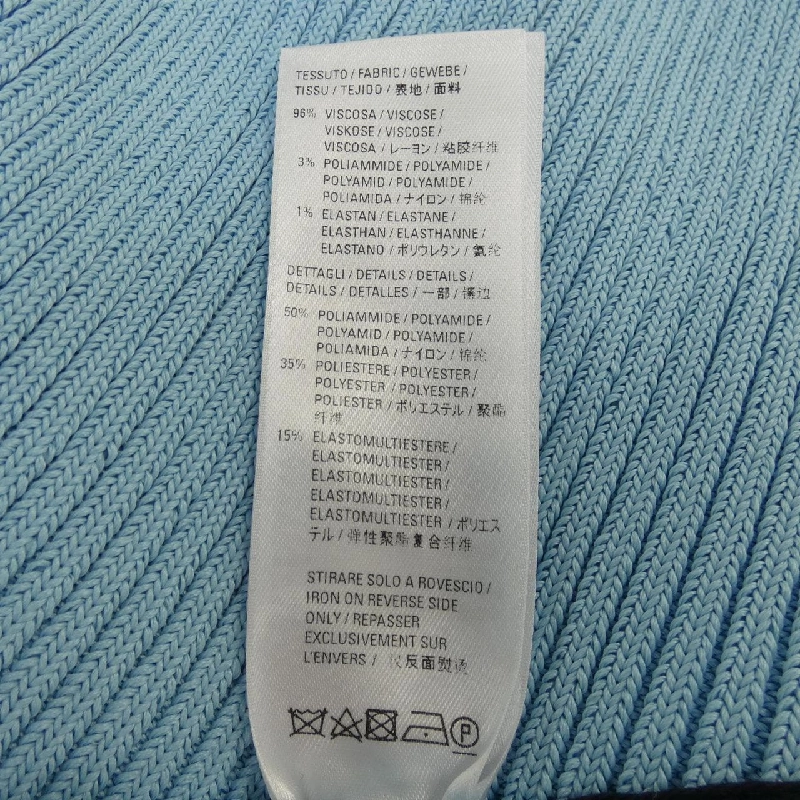 TESSUTO / FABRIC / GEWEBE /
TISSU / TEJIDO / 表地 / 面料
96% VISCOSA / VISCOSE /
VISKOSE / VISCOSE /
VISCOSA / レーヨン / 粘胶纤维
3% POLIAMMIDE / POLYAMIDE /
POLYAMID / POLYAMIDE /
POLIAMIDA / ナイロン / 锦纶
1% ELASTAN / ELASTANE /
ELASTHAN / ELASTHANNE /
ELASTANO / ポリウレタン / 氨纶
DETTAGLI / DETAILS / DETAILS /
DETAILS / DETALLES / 一部 / 镶边
50% POLIAMMIDE / POLYAMIDE /
POLYAMID / POLYAMIDE /
POLIAMIDA / ナイロン / 锦纶
35% POLIESTERE / POLYESTER /
POLYESTER / POLYESTER /
POLIESTER / ポリエステル / 聚酯
纤维
15% ELASTOMULTIESTERE /
ELASTOMULTIESTER /
ELASTOMULTIESTER /
ELASTOMULTIESTER /
ELASTOMULTIESTER / ポリエス
テル / 弹性聚酯复合纤维
STIRARE SOLO A ROVESCIO /
IRON ON REVERSE SIDE
ONLY / REPASSER
EXCLUSIVEMENT SUR
L'ENVERS / 仅反面熨烫
P